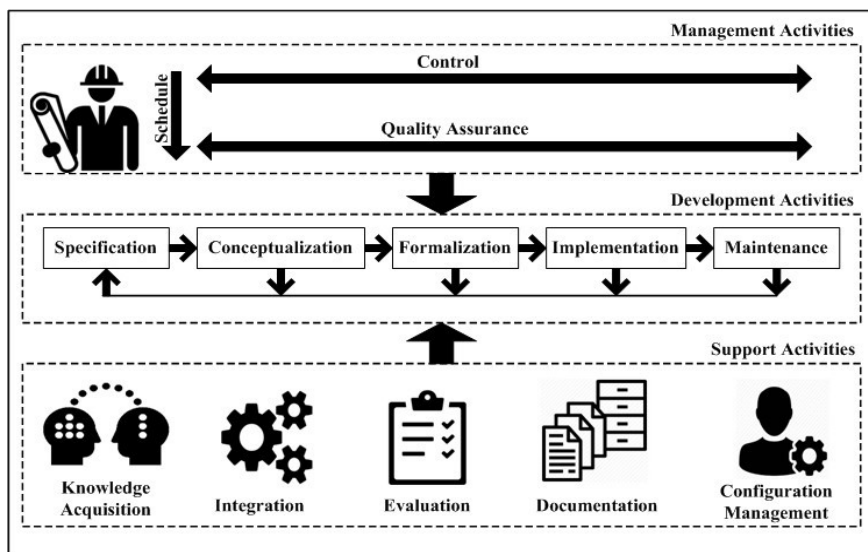 Management Activities
Control
Schedule
Quality Assurance
Development Activities
Specification
Conceptualization
Formalization
Implementation
Maintenance
Support Activities
Knowledge
Acquisition
Integration
Evaluation
Documentation
Configuration
Management